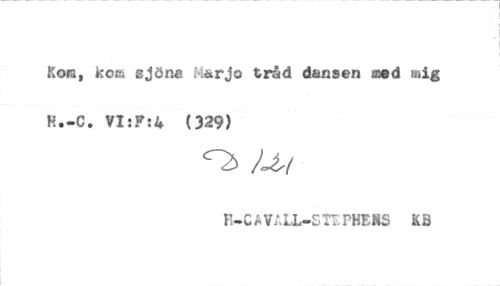 Kom, kom sjöna Marjo tråd dansen med mig
H.-C. VI:F:4 (329)
D 121
H-CAVALL-STEPHENS KB